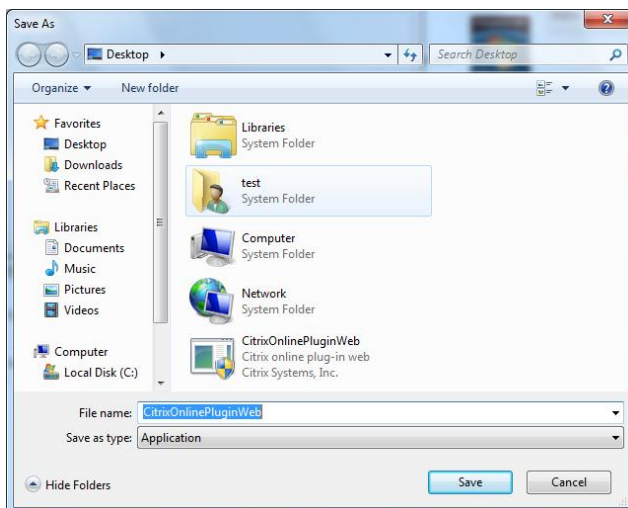 Save As
Desktop
Search Desktop
Organize
New folder
Favorites
Desktop
Downloads
Recent Places
Libraries
Documents
Music
Pictures
Videos
Computer
Local Disk (C:)
Libraries
System Folder
test
System Folder
Computer
System Folder
Network
System Folder
CitrixOnlinePluginWeb
Citrix online plug-in web
Citrix Systems, Inc.
File name: CitrixOnlinePluginWeb
Save as type: Application
Hide Folders
Save
Cancel